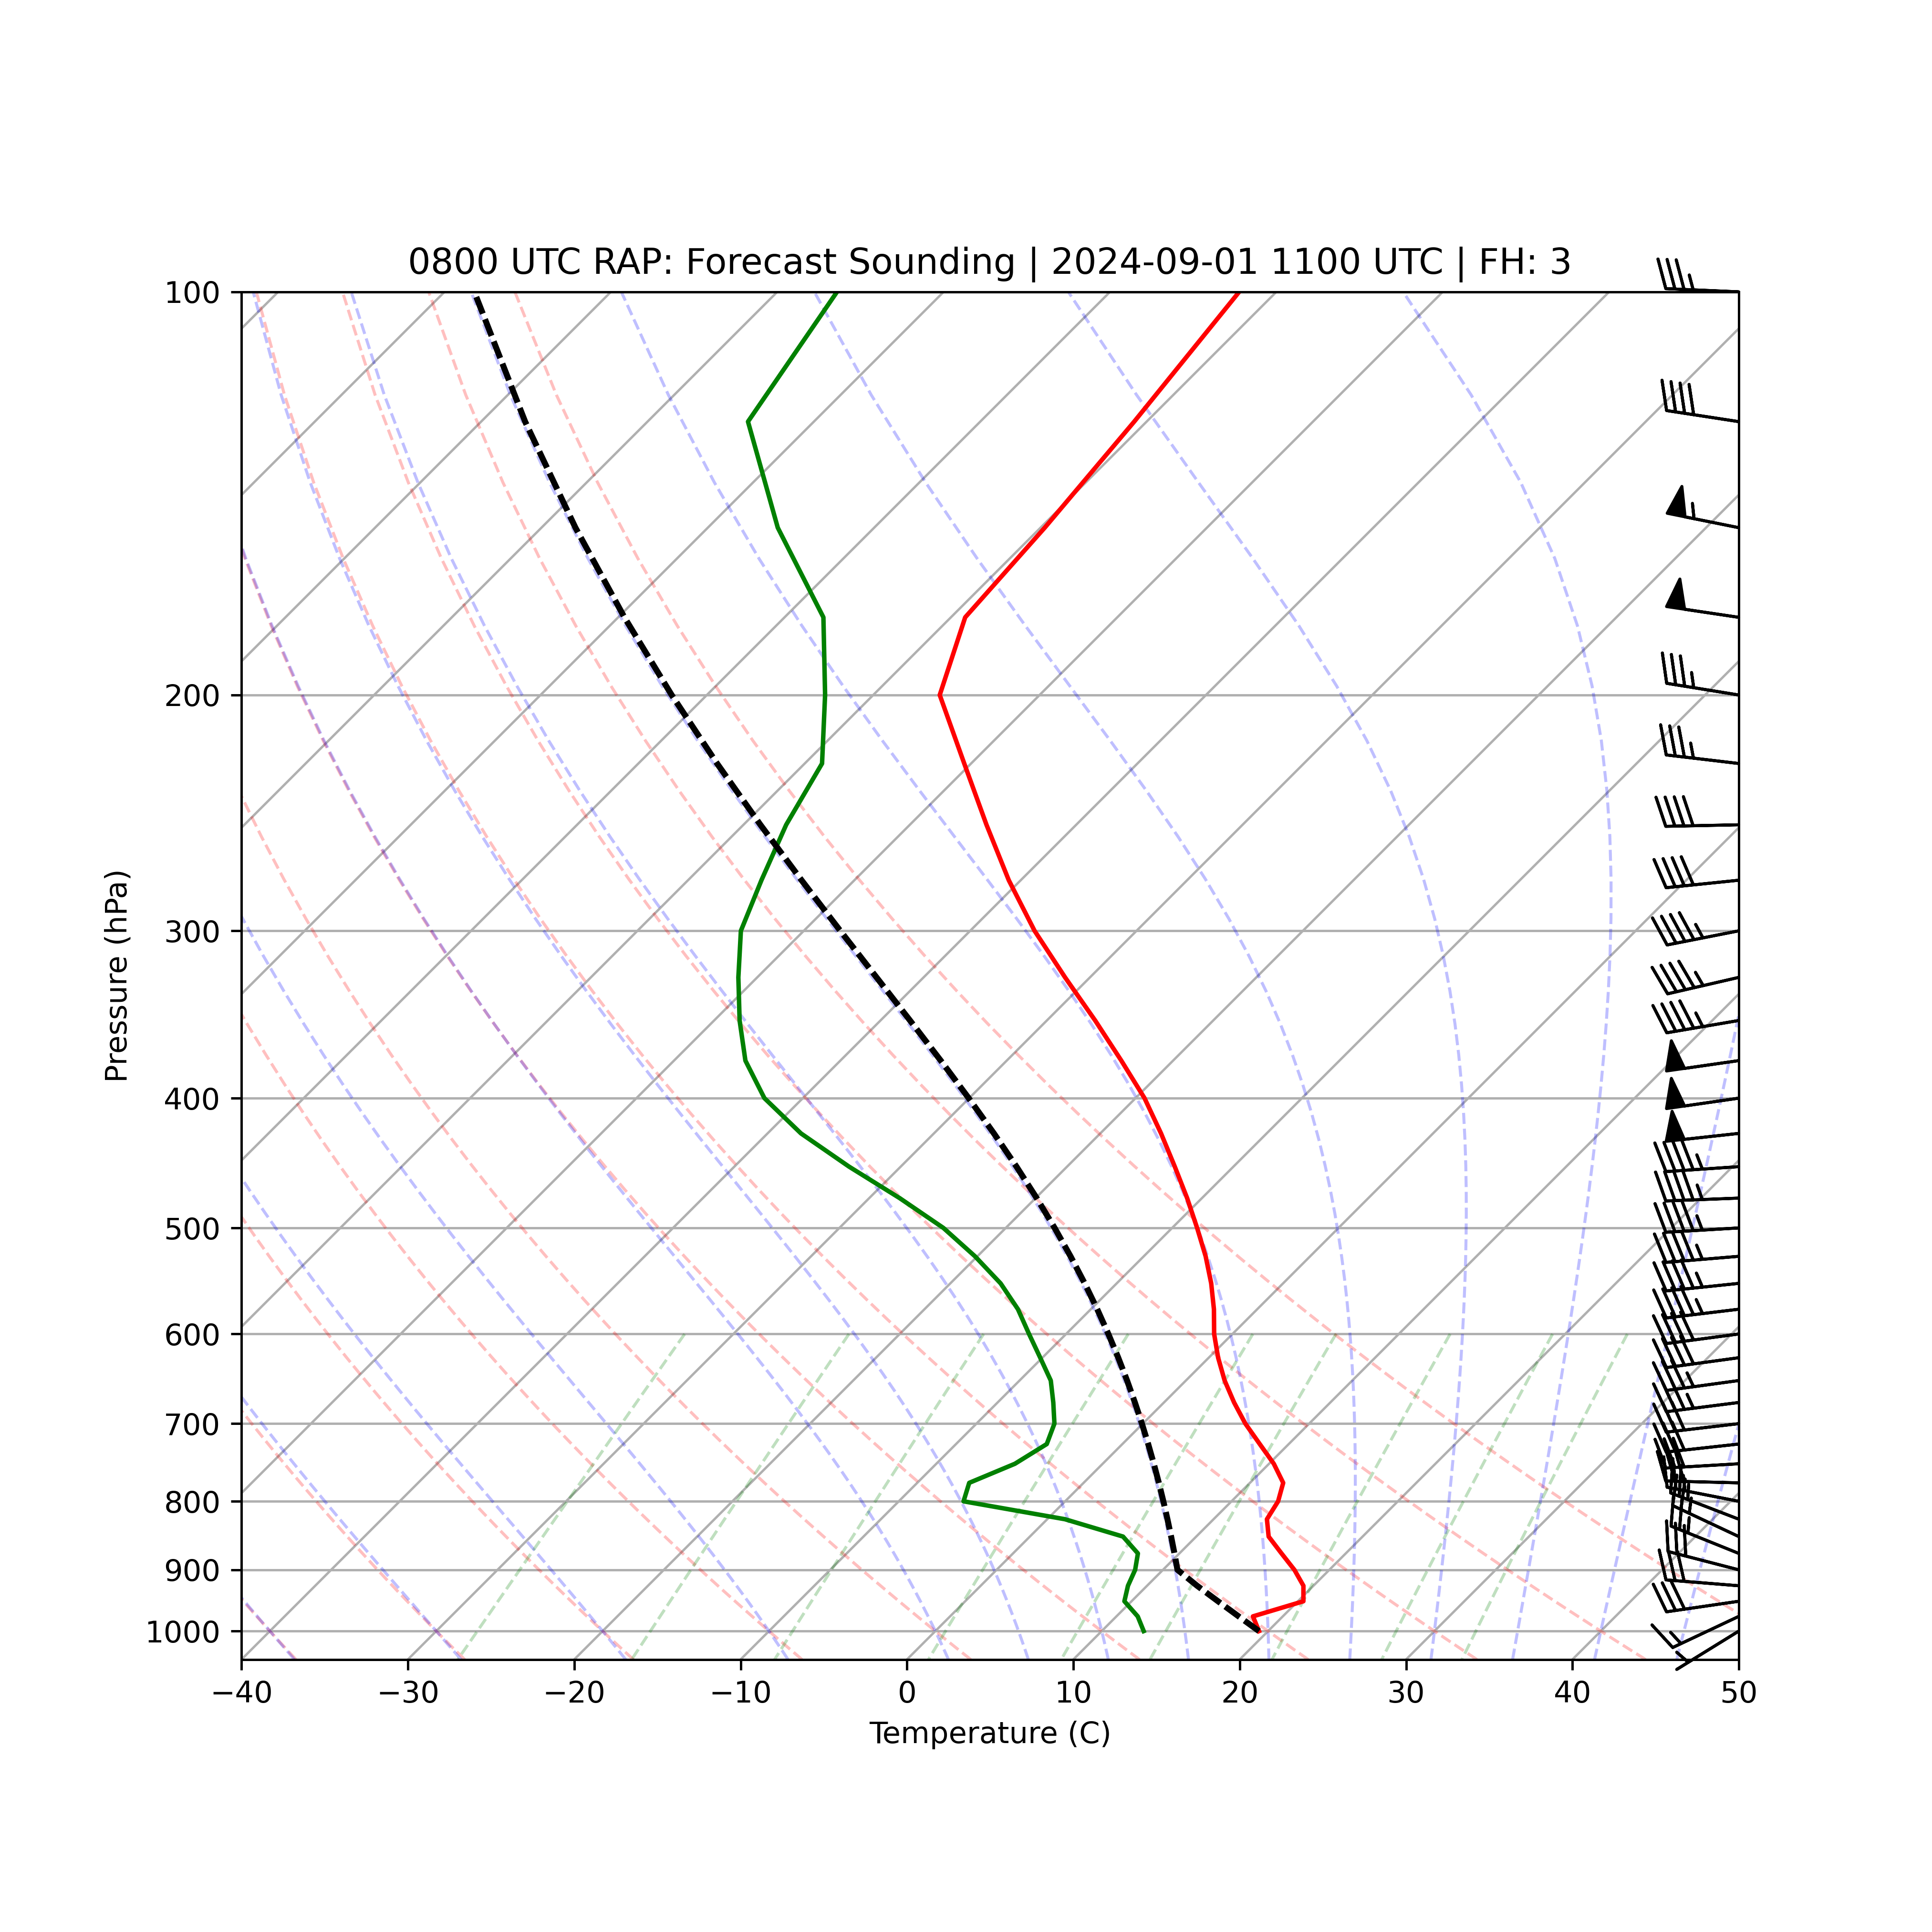 0800 UTC RAP: Forecast Sounding | 2024-09-01 1100 UTC | FH: 3
100
200
300
400
500
600
700
800
900
1000
Pressure (hPa)
−40 −30 −20 −10 0 10 20 30 40 50
Temperature (C)